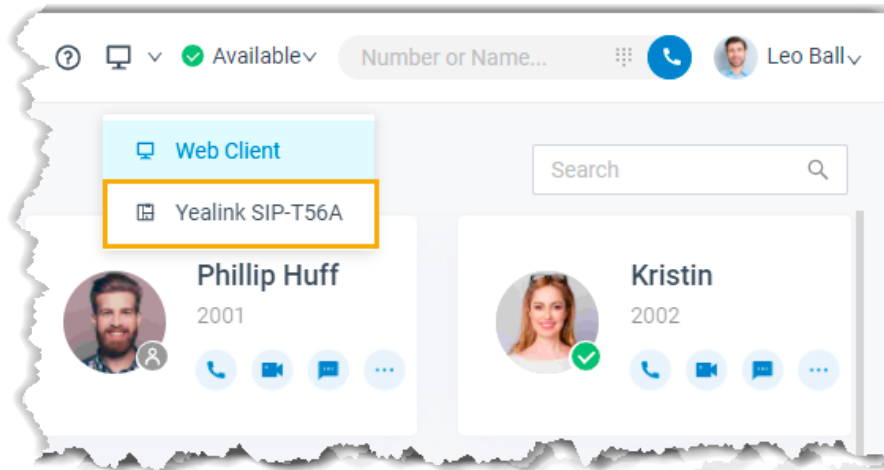 Available
Number or Name...
Leo Ball
Web Client
Search
Yealink SIP-T56A
Phillip Huff
2001
Kristin
2002